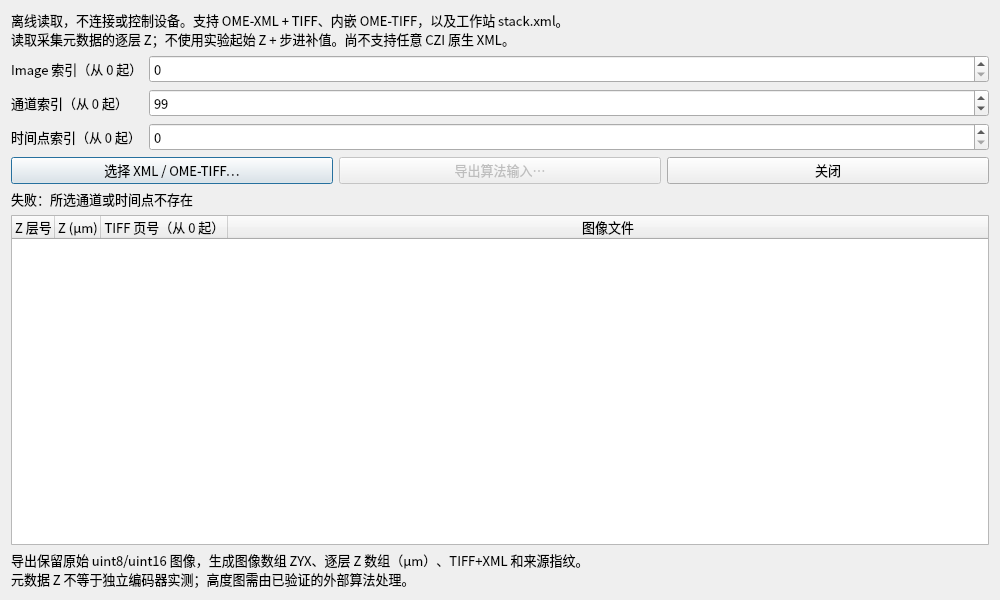 离线读取，不连接或控制设备。支持 OME-XML + TIFF、内嵌 OME-TIFF，以及工作站 stack.xml。
读取采集元数据的逐层 Z；不使用实验起始 Z + 步进补值。尚不支持任意 CZI 原生 XML。
Image 索引（从 0 起） 0
通道索引（从 0 起） 99
时间点索引（从 0 起） 0
选择 XML / OME-TIFF… 导出算法输入… 关闭
失败：所选通道或时间点不存在
Z 层号 Z (μm) TIFF 页号（从 0 起） 图像文件
导出保留原始 uint8/uint16 图像，生成图像数组 ZYX、逐层 Z 数组（μm）、TIFF+XML 和来源指纹。
元数据 Z 不等于独立编码器实测；高度图需由已验证的外部算法处理。